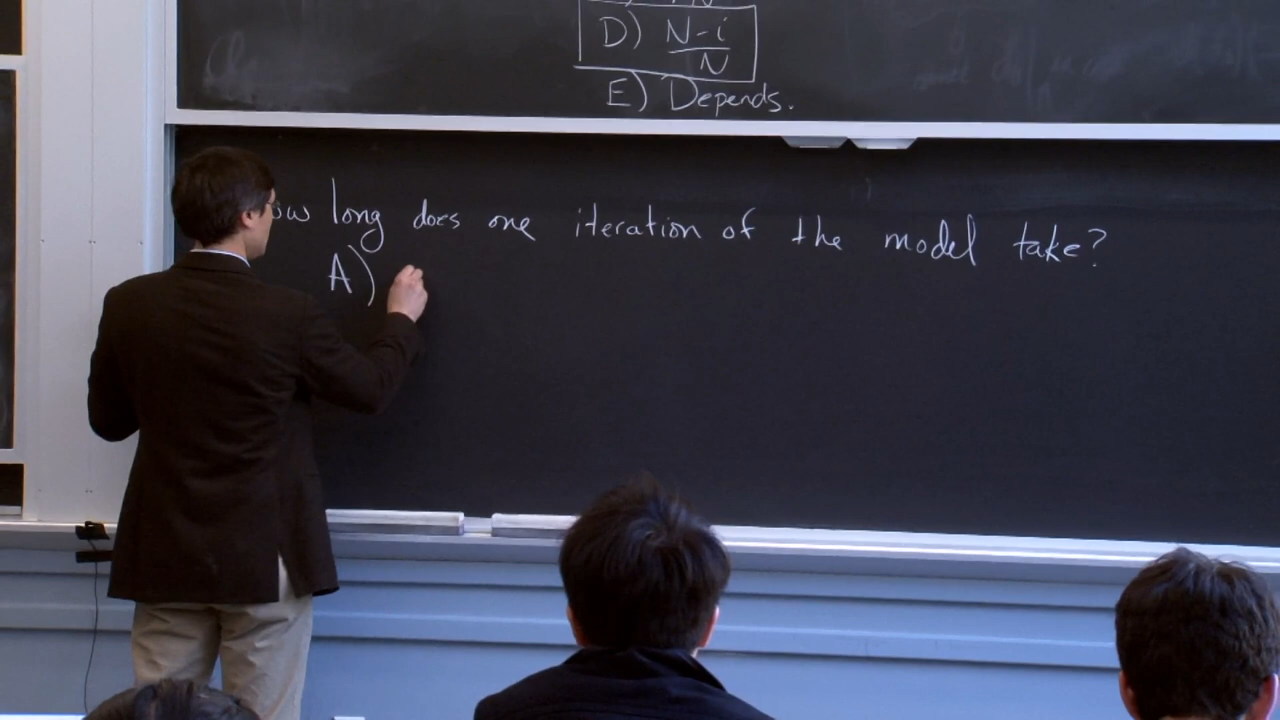 D) N-i
N
E) Depends.
ow long does one iteration of the model take?
A)